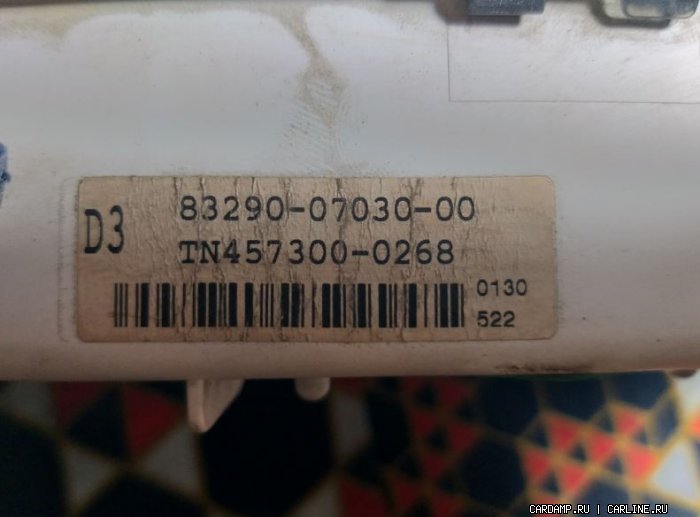 D3
83290-07030-00
TN457300-0268
0130
522
CARDAMP.RU | CARLINE.RU